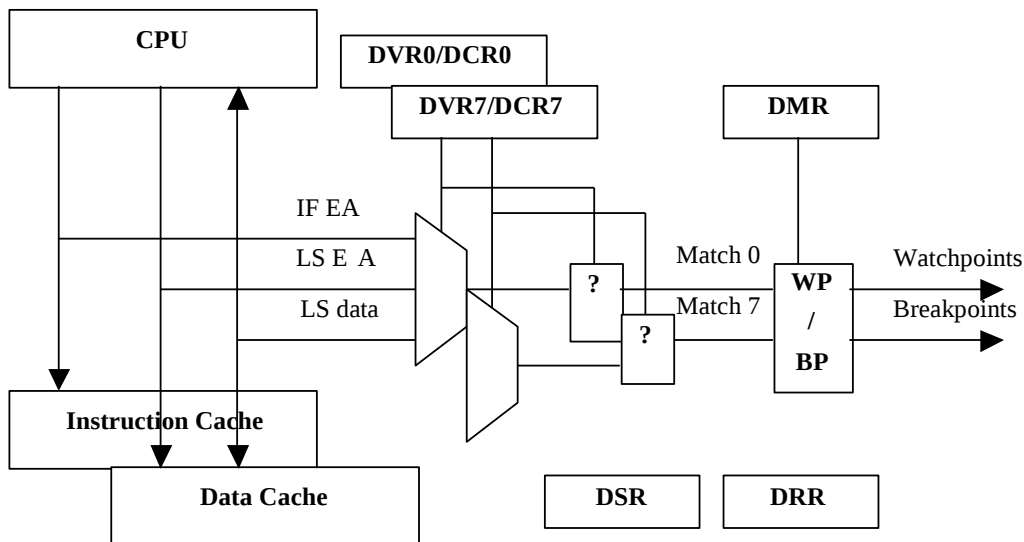 CPU
DVR0/DCR0
DVR7/DCR7
DMR
IF EA
LS E A
LS data
?
?
Match 0
Match 7
WP
/
BP
Watchpoints
Breakpoints
Instruction Cache
Data Cache
DSR
DRR